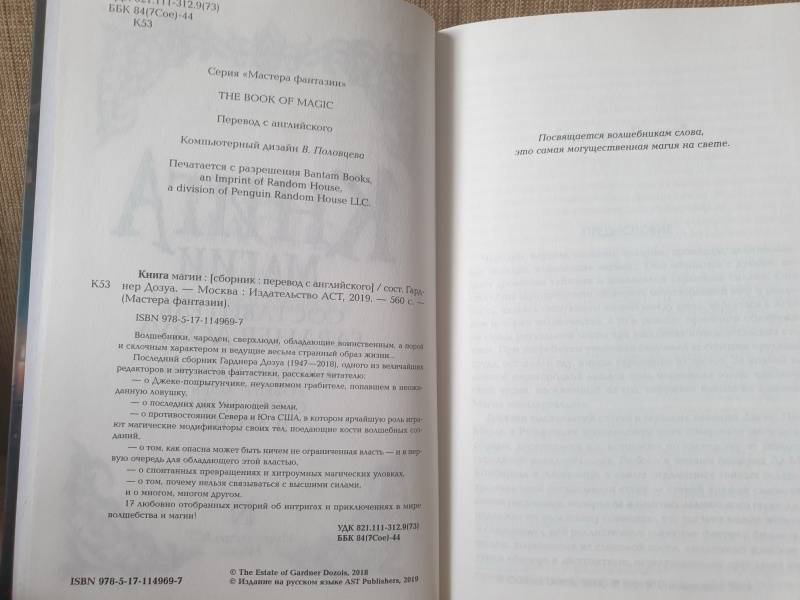 УДК 821.111-312.9(73)
ББК 84(7Сое)-44
К53
Серия «Мастера фантазии»
THE BOOK OF MAGIC
Перевод с английского
Компьютерный дизайн В. Половцева
Печатается с разрешения Bantam Books,
an Imprint of Random House,
a division of Penguin Random House LLC.
Книга магии : [сборник : перевод с английского] / сост. Гард-
К53 нер Дозуа. — Москва : Издательство АСТ, 2019. — 560 с. —
(Мастера фантазии).
ISBN 978-5-17-114969-7
Волшебники, чародеи, сверхлюди, обладающие воинственным, а порой
и склочным характером и ведущие весьма странный образ жизни...
Последний сборник Гарднера Дозуа (1947—2018), одного из величайших
редакторов и энтузиастов фантастики, расскажет читателю:
— о Джеке-попрыгунчике, неуловимом грабителе, попавшем в неожи-
данную ловушку,
— о последних днях Умирающей земли,
— о противостоянии Севера и Юга США, в котором ярчайшую роль игра-
ют магические модификаторы своих тел, поедающие кости волшебных соз-
даний,
— о том, как опасна может быть ничем не ограниченная власть — и в пер-
вую очередь для обладающего этой властью,
— о спонтанных превращениях и хитроумных магических уловках,
— о том, почему нельзя связываться с высшими силами,
и о многом, многом другом.
17 любовно отобранных историй об интригах и приключениях в мире
волшебства и магии!
УДК 821.111-312.9(73)
ББК 84(7Сое)-44
© The Estate of Gardner Dozois, 2018
ISBN 978-5-17-114969-7 © Издание на русском языке AST Publishers, 2019
Посвящается волшебникам слова,
это самая могущественная магия на свете.